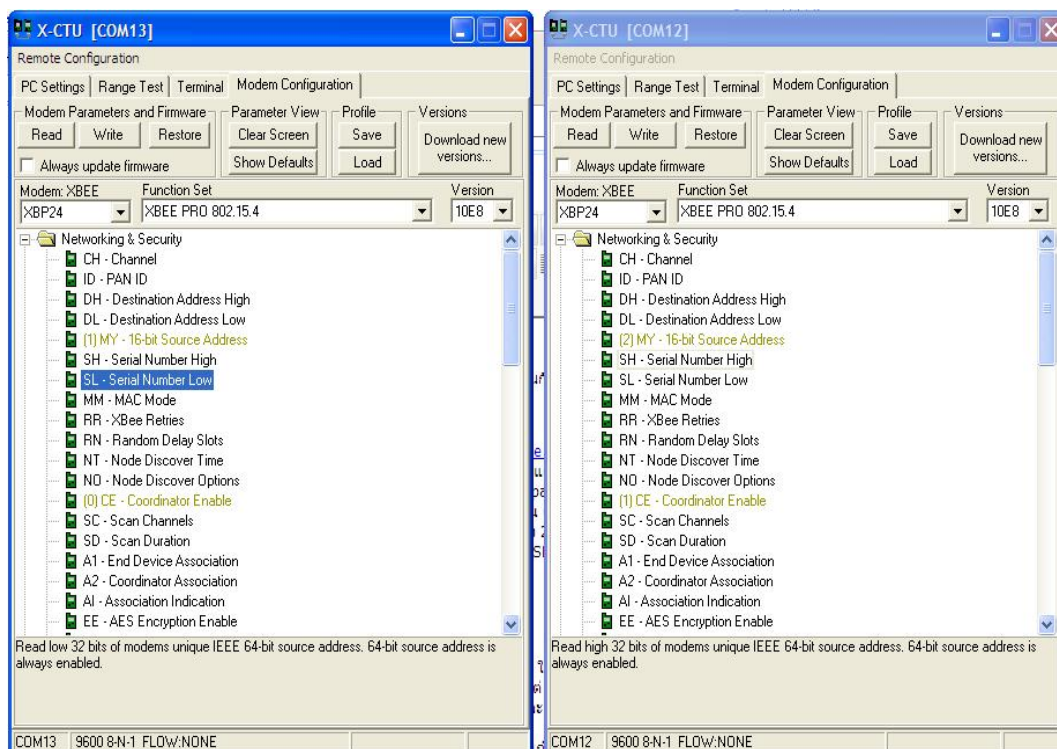 X-CTU [COM13]
Remote Configuration
PC Settings Range Test Terminal Modem Configuration
Modem Parameters and Firmware Parameter View Profile Versions
Read Write Restore Clear Screen Save Download new versions...
Always update firmware Show Defaults Load
Modem: XBEE Function Set Version
XBP24 XBEE PRO 802.15.4 10E8
Networking & Security
CH - Channel
ID - PAN ID
DH - Destination Address High
DL - Destination Address Low
(1) MY - 16-bit Source Address
SH - Serial Number High
SL - Serial Number Low
MM - MAC Mode
RR - XBee Retries
RN - Random Delay Slots
NT - Node Discover Time
NO - Node Discover Options
(0) CE - Coordinator Enable
SC - Scan Channels
SD - Scan Duration
A1 - End Device Association
A2 - Coordinator Association
AI - Association Indication
EE - AES Encryption Enable
Read low 32 bits of modems unique IEEE 64-bit source address. 64-bit source address is
always enabled.
COM13 9600 8-N-1 FLOW:NONE
X-CTU [COM12]
Remote Configuration
PC Settings Range Test Terminal Modem Configuration
Modem Parameters and Firmware Parameter View Profile Versions
Read Write Restore Clear Screen Save Download new versions...
Always update firmware Show Defaults Load
Modem: XBEE Function Set Version
XBP24 XBEE PRO 802.15.4 10E8
Networking & Security
CH - Channel
ID - PAN ID
DH - Destination Address High
DL - Destination Address Low
(2) MY - 16-bit Source Address
SH - Serial Number High
SL - Serial Number Low
MM - MAC Mode
RR - XBee Retries
RN - Random Delay Slots
NT - Node Discover Time
NO - Node Discover Options
(1) CE - Coordinator Enable
SC - Scan Channels
SD - Scan Duration
A1 - End Device Association
A2 - Coordinator Association
AI - Association Indication
EE - AES Encryption Enable
Read high 32 bits of modems unique IEEE 64-bit source address. 64-bit source address is
always enabled.
COM12 9600 8-N-1 FLOW:NONE